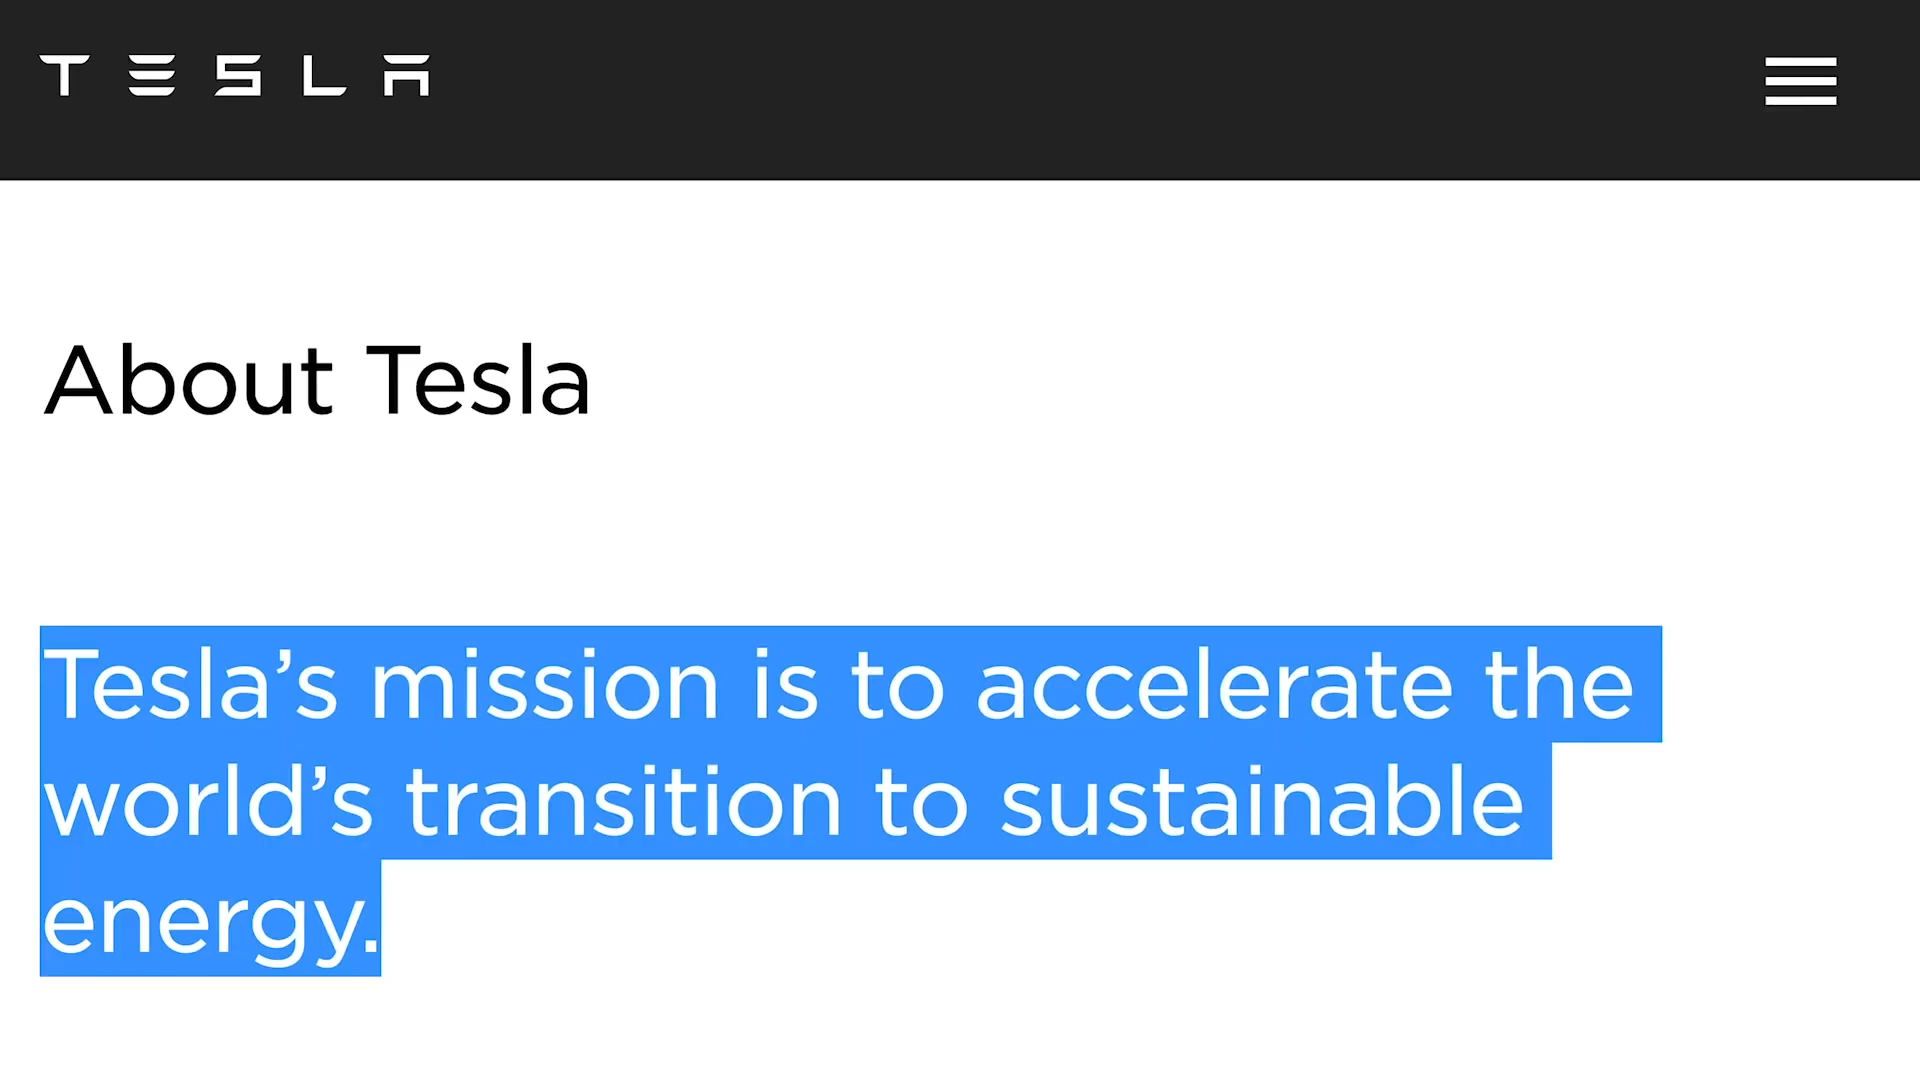 TESLA
About Tesla
Tesla’s mission is to accelerate the
world’s transition to sustainable
energy.